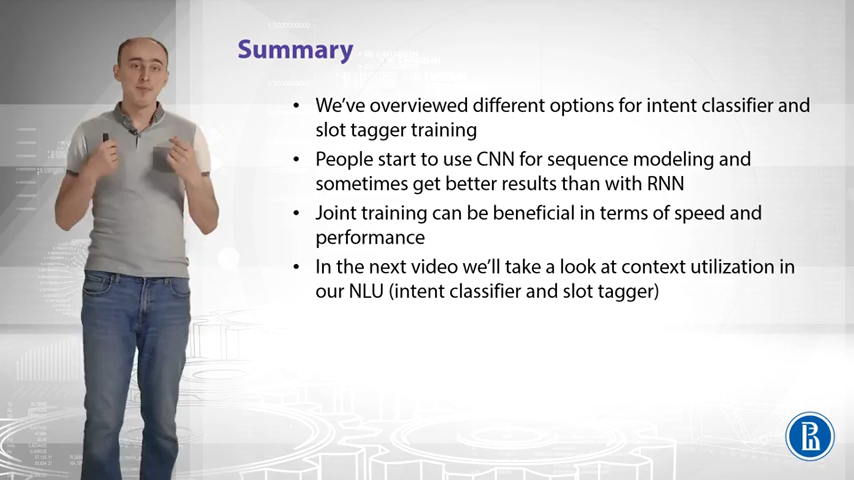 Summary
• We've overviewed different options for intent classifier and
slot tagger training
• People start to use CNN for sequence modeling and
sometimes get better results than with RNN
• Joint training can be beneficial in terms of speed and
performance
• In the next video we'll take a look at context utilization in
our NLU (intent classifier and slot tagger)